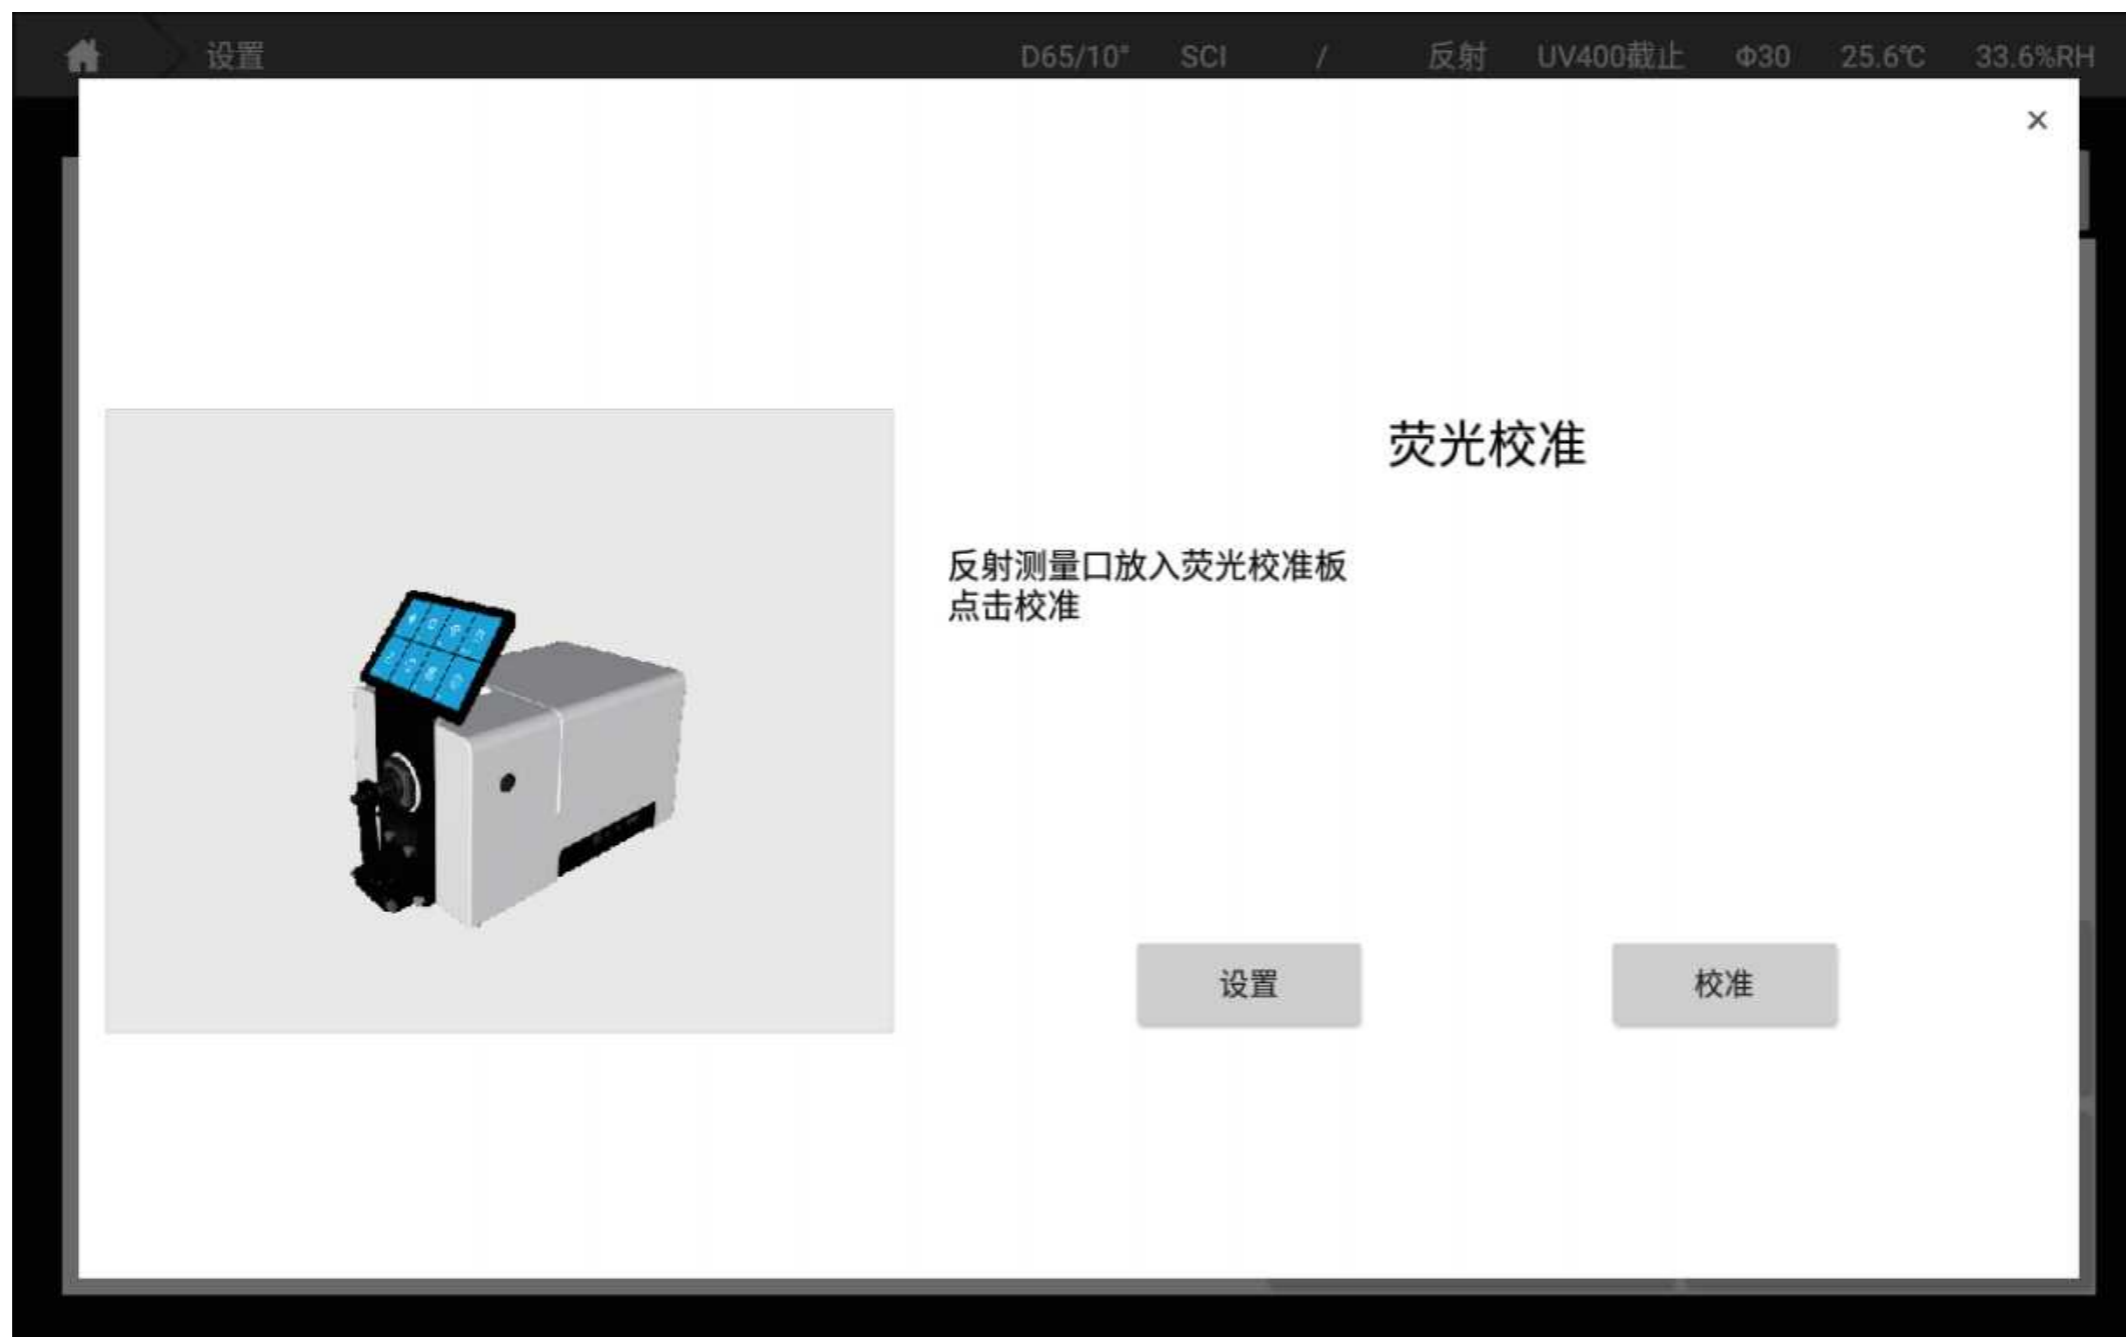 设置 D65/10° SCI / 反射 UV400截止 Φ30 25.6℃ 33.6%RH
×
荧光校准
反射测量口放入荧光校准板
点击校准
设置 校准